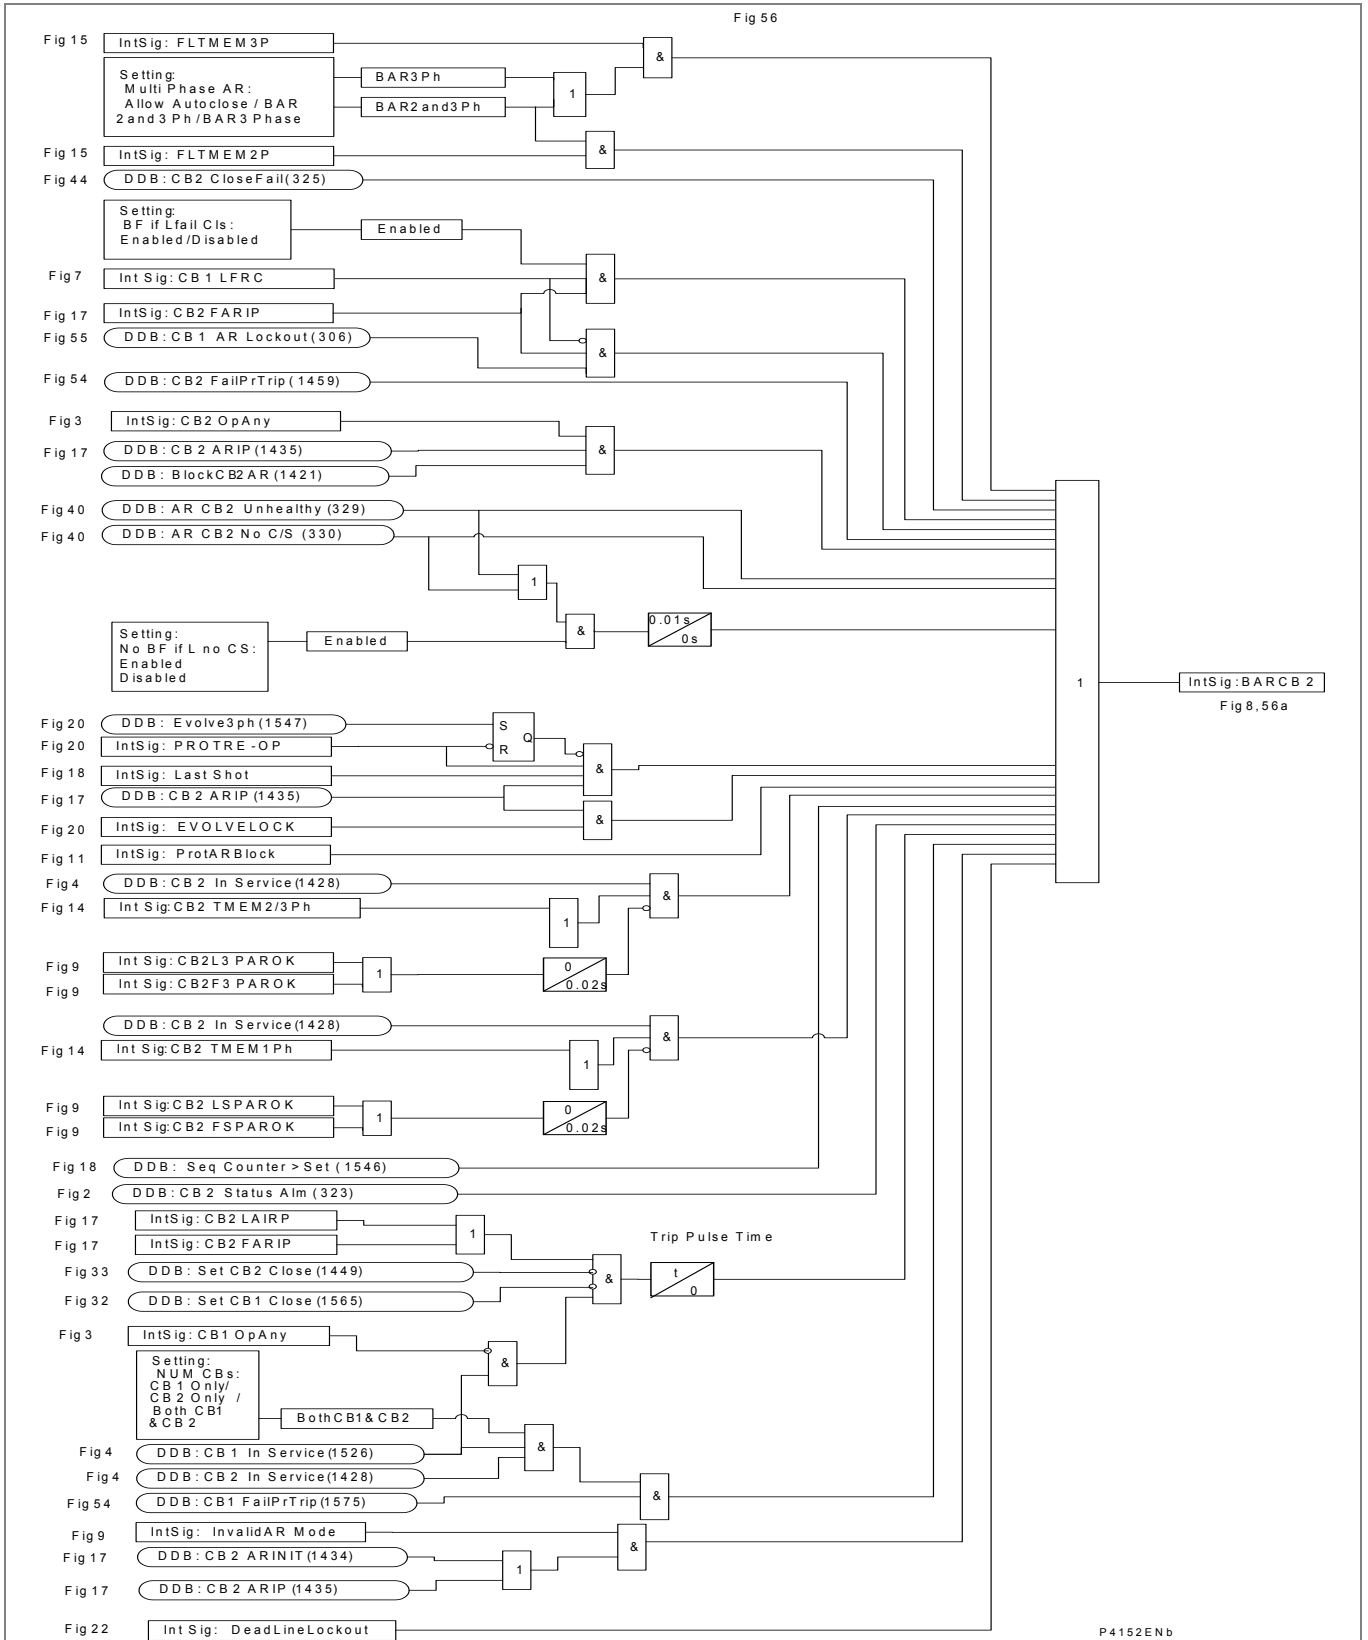 Fig 56
Fig 15
IntSig: FLTMEM3P
&
Setting:
Multi Phase AR:
Allow Autoclose / BAR
2and3 Ph/BAR3 Phase
BAR3Ph
BAR2and3Ph
1
&
Fig 15
IntSig: FLTMEM2P
Fig 44
DDB: CB2 CloseFail(325)
Setting:
BF if Lfail Cls:
Enabled/Disabled
Enabled
&
Fig 7
Int Sig: CB1 LFRC
Fig 17
IntSig: CB2 FARIP
Fig 55
DDB: CB1 AR Lockout(306)
&
Fig 54
DDB: CB2 FailPrTrip(1459)
Fig 3
IntSig: CB2 OpAny
&
Fig 17
DDB: CB2 ARIP(1435)
DDB: BlockCB2AR(1421)
Fig 40
DDB: AR CB2 Unhealthy (329)
Fig 40
DDB: AR CB2 No C/S (330)
1
&
0.01s
0s
Setting:
No BF if L no CS:
Enabled
Disabled
Enabled
1
IntSig:BARCB2
Fig 8,56a
Fig 20
DDB: Evolve3ph(1547)
S
Q
R
Fig 20
IntSig: PROTRE-OP
&
Fig 18
IntSig: Last Shot
Fig 17
DDB: CB2 ARIP(1435)
&
Fig 20
IntSig: EVOLVELOCK
Fig 11
IntSig: ProtARBlock
Fig 4
DDB: CB2 In Service(1428)
&
Fig 14
Int Sig:CB2 TMEM2/3Ph
1
Fig 9
Int Sig:CB2L3 PAROK
1
0
0.02s
Fig 9
Int Sig:CB2F3 PAROK
DDB: CB2 In Service(1428)
&
Fig 14
Int Sig:CB2 TMEM1Ph
1
Fig 9
Int Sig:CB2 LSPAROK
1
0
0.02s
Fig 9
Int Sig:CB2 FSPAROK
Fig 18
DDB: Seq Counter>Set (1546)
Fig 2
DDB: CB2 Status Alm (323)
Fig 17
IntSig: CB2 LAIRP
1
Trip Pulse Time
Fig 17
IntSig: CB2 FARIP
Fig 33
DDB: Set CB2 Close(1449)
&
t
0
Fig 32
DDB: Set CB1 Close(1565)
Fig 3
IntSig: CB1 OpAny
&
Setting:
NUM CBs:
CB1 Only/
CB2 Only /
Both CB1
& CB2
BothCB1&CB2
Fig 4
DDB: CB1 In Service(1526)
&
Fig 4
DDB: CB2 In Service(1428)
Fig 54
DDB: CB1 FailPrTrip(1575)
&
Fig 9
IntSig: InvalidAR Mode
&
Fig 17
DDB: CB2 ARINIT(1434)
1
Fig 17
DDB: CB2 ARIP(1435)
Fig 22
Int Sig: DeadLineLockout
P4152ENb